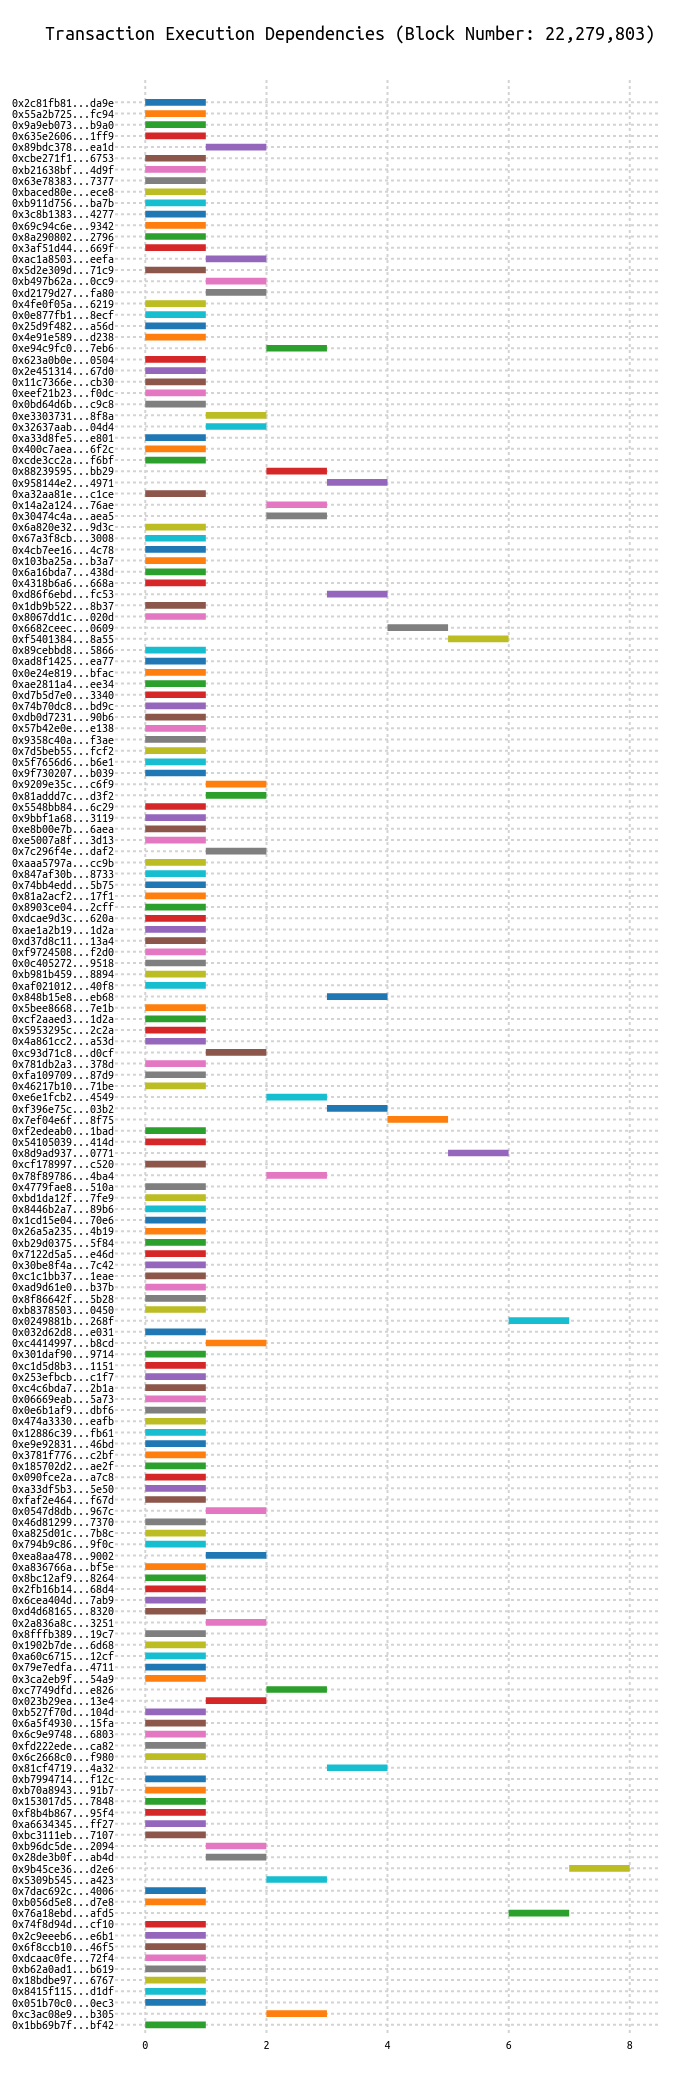 Transaction Execution Dependencies (Block Number: 22,279,803)
0x2c81fb81...da9e
0x55a2b725...fc94
0x9a9eb073...b9a0
0x635e2606...1ff9
0x89bdc378...ea1d
0xcbe271f1...6753
0xb21638bf...4d9f
0x63e78383...7377
0xbaced80e...ece8
0xb911d756...ba7b
0x3c8b1383...4277
0x69c94c6e...9342
0x8a290802...2796
0x3af51d44...669f
0xac1a8503...eefa
0x5d2e309d...71c9
0xb497b62a...0cc9
0xd2179d27...fa80
0x4fe0f05a...6219
0x0e877fb1...8ecf
0x25d9f482...a56d
0x4e91e589...d238
0xe94c9fc0...7eb6
0x623a0b0e...0504
0x2e451314...67d0
0x11c7366e...cb30
0xeef21b23...f0dc
0x0bd64d6b...c9c8
0xe3303731...8f8a
0x32637aab...04d4
0xa33d8fe5...e801
0x400c7aea...6f2c
0xcde3cc2a...f6bf
0x88239595...bb29
0x958144e2...4971
0xa32aa81e...c1ce
0x14a2a124...76ae
0x30474c4a...aea5
0x6a820e32...9d3c
0x67a3f8cb...3008
0x4cb7ee16...4c78
0x103ba25a...b3a7
0x6a16bda7...438d
0x4318b6a6...668a
0xd86f6ebd...fc53
0x1db9b522...8b37
0x8067dd1c...020d
0x6682ceec...0609
0xf5401384...8a55
0x89cebbd8...5866
0xad8f1425...ea77
0x0e24e819...bfac
0xae2811a4...ee34
0xd7b5d7e0...3340
0x74b70dc8...bd9c
0xdb0d7231...90b6
0x57b42e0e...e138
0x9358c40a...f3ae
0x7d5beb55...fcf2
0x5f7656d6...b6e1
0x9f730207...b039
0x9209e35c...c6f9
0x81addd7c...d3f2
0x5548bb84...6c29
0x9bbf1a68...3119
0xe8b00e7b...6aea
0xe5007a8f...3d13
0x7c296f4e...daf2
0xaaa5797a...cc9b
0x847af30b...8733
0x74bb4edd...5b75
0x81a2acf2...17f1
0x8903ce04...2cff
0xdcae9d3c...620a
0xae1a2b19...1d2a
0xd37d8c11...13a4
0xf9724508...f2d0
0x0c405272...9518
0xb981b459...8894
0xaf021012...40f8
0x848b15e8...eb68
0x5bee8668...7e1b
0xcf2aaed3...1d2a
0x5953295c...2c2a
0x4a861cc2...a53d
0xc93d71c8...d0cf
0x781db2a3...378d
0xfa109709...87d9
0x46217b10...71be
0xe6e1fcb2...4549
0xf396e75c...03b2
0x7ef04e6f...8f75
0xf2edeab0...1bad
0x54105039...414d
0x8d9ad937...0771
0xcf178997...c520
0x78f89786...4ba4
0x4779fae8...510a
0xbd1da12f...7fe9
0x8446b2a7...89b6
0x1cd15e04...70e6
0x26a5a235...4b19
0xb29d0375...5f84
0x7122d5a5...e46d
0x30be8f4a...7c42
0xc1c1bb37...1eae
0xad9d61e0...b37b
0x8f86642f...5b28
0xb8378503...0450
0x0249881b...268f
0x032d62d8...e031
0xc4414997...b8cd
0x301daf90...9714
0xc1d5d8b3...1151
0x253efbcb...c1f7
0xc4c6bda7...2b1a
0x06669eab...5a73
0x0e6b1af9...dbf6
0x474a3330...eafb
0x12886c39...fb61
0xe9e92831...46bd
0x3781f776...c2bf
0x185702d2...ae2f
0x090fce2a...a7c8
0xa33df5b3...5e50
0xfaf2e464...f67d
0x0547d8db...967c
0x46d81299...7370
0xa825d01c...7b8c
0x794b9c86...9f0c
0xea8aa478...9002
0xa836766a...bf5e
0x8bc12af9...8264
0x2fb16b14...68d4
0x6cea404d...7ab9
0xd4d68165...8320
0x2a836a8c...3251
0x8fffb389...19c7
0x1902b7de...6d68
0xa60c6715...12cf
0x79e7edfa...4711
0x3ca2eb9f...54a9
0xc7749dfd...e826
0x023b29ea...13e4
0xb527f70d...104d
0x6a5f4930...15fa
0x6c9e9748...6803
0xfd222ede...ca82
0x6c2668c0...f980
0x81cf4719...4a32
0xb7994714...f12c
0xb70a8943...91b7
0x153017d5...7848
0xf8b4b867...95f4
0xa6634345...ff27
0xbc3111eb...7107
0xb96dc5de...2094
0x28de3b0f...ab4d
0x9b45ce36...d2e6
0x5309b545...a423
0x7dac692c...4006
0xb056d5e8...d7e8
0x76a18ebd...afd5
0x74f8d94d...cf10
0x2c9eeeb6...e6b1
0x6f8ccb10...46f5
0xdcaac0fe...72f4
0xb62a0ad1...b619
0x18bdbe97...6767
0x8415f115...d1df
0x051b70c0...0ec3
0xc3ac08e9...b305
0x1bb69b7f...bf42
0 2 4 6 8